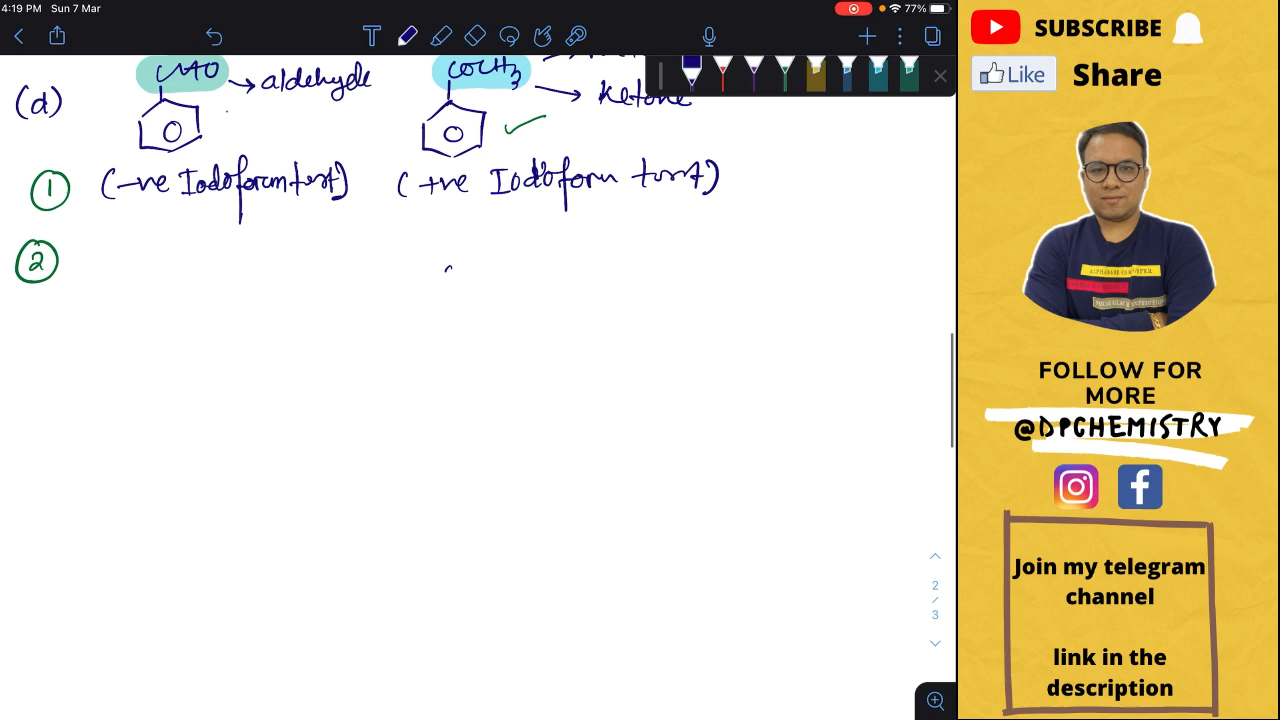 4:19 PM Sun 7 Mar
77%
CHO
aldehyde
COCH3
Ketone
(d)
① (-ve Iodoform test) (+ve Iodoform test)
②
2
3
SUBSCRIBE
Like Share
FOLLOW FOR
MORE
@DPCHEMISTRY
Join my telegram
channel
link in the
description